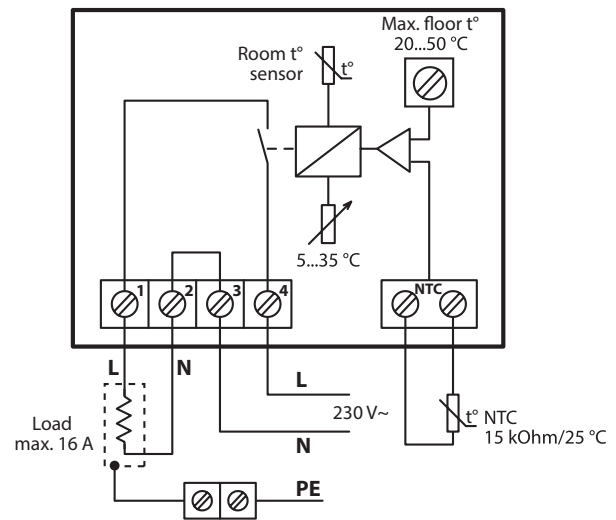 Max. floor t°
20...50 °C
Room t°
sensor
t°
5...35 °C
1
2
3
4
NTC
L
N
L
230 V~
N
Load
max. 16 A
t° NTC
15 kOhm/25 °C
PE